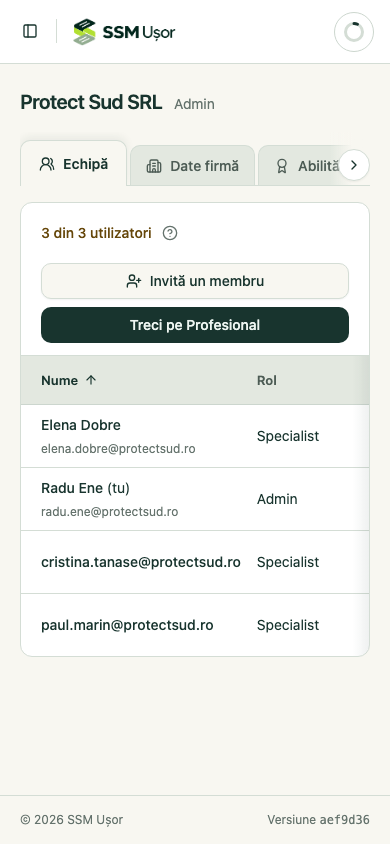 SSM Ușor
Protect Sud SRL Admin
Echipă Date firmă Abilită
3 din 3 utilizatori
Invită un membru
Treci pe Profesional
Nume Rol
Elena Dobre
elena.dobre@protectsud.ro
Specialist
Radu Ene (tu)
radu.ene@protectsud.ro
Admin
cristina.tanase@protectsud.ro Specialist
paul.marin@protectsud.ro Specialist
© 2026 SSM Ușor Versiune aef9d36